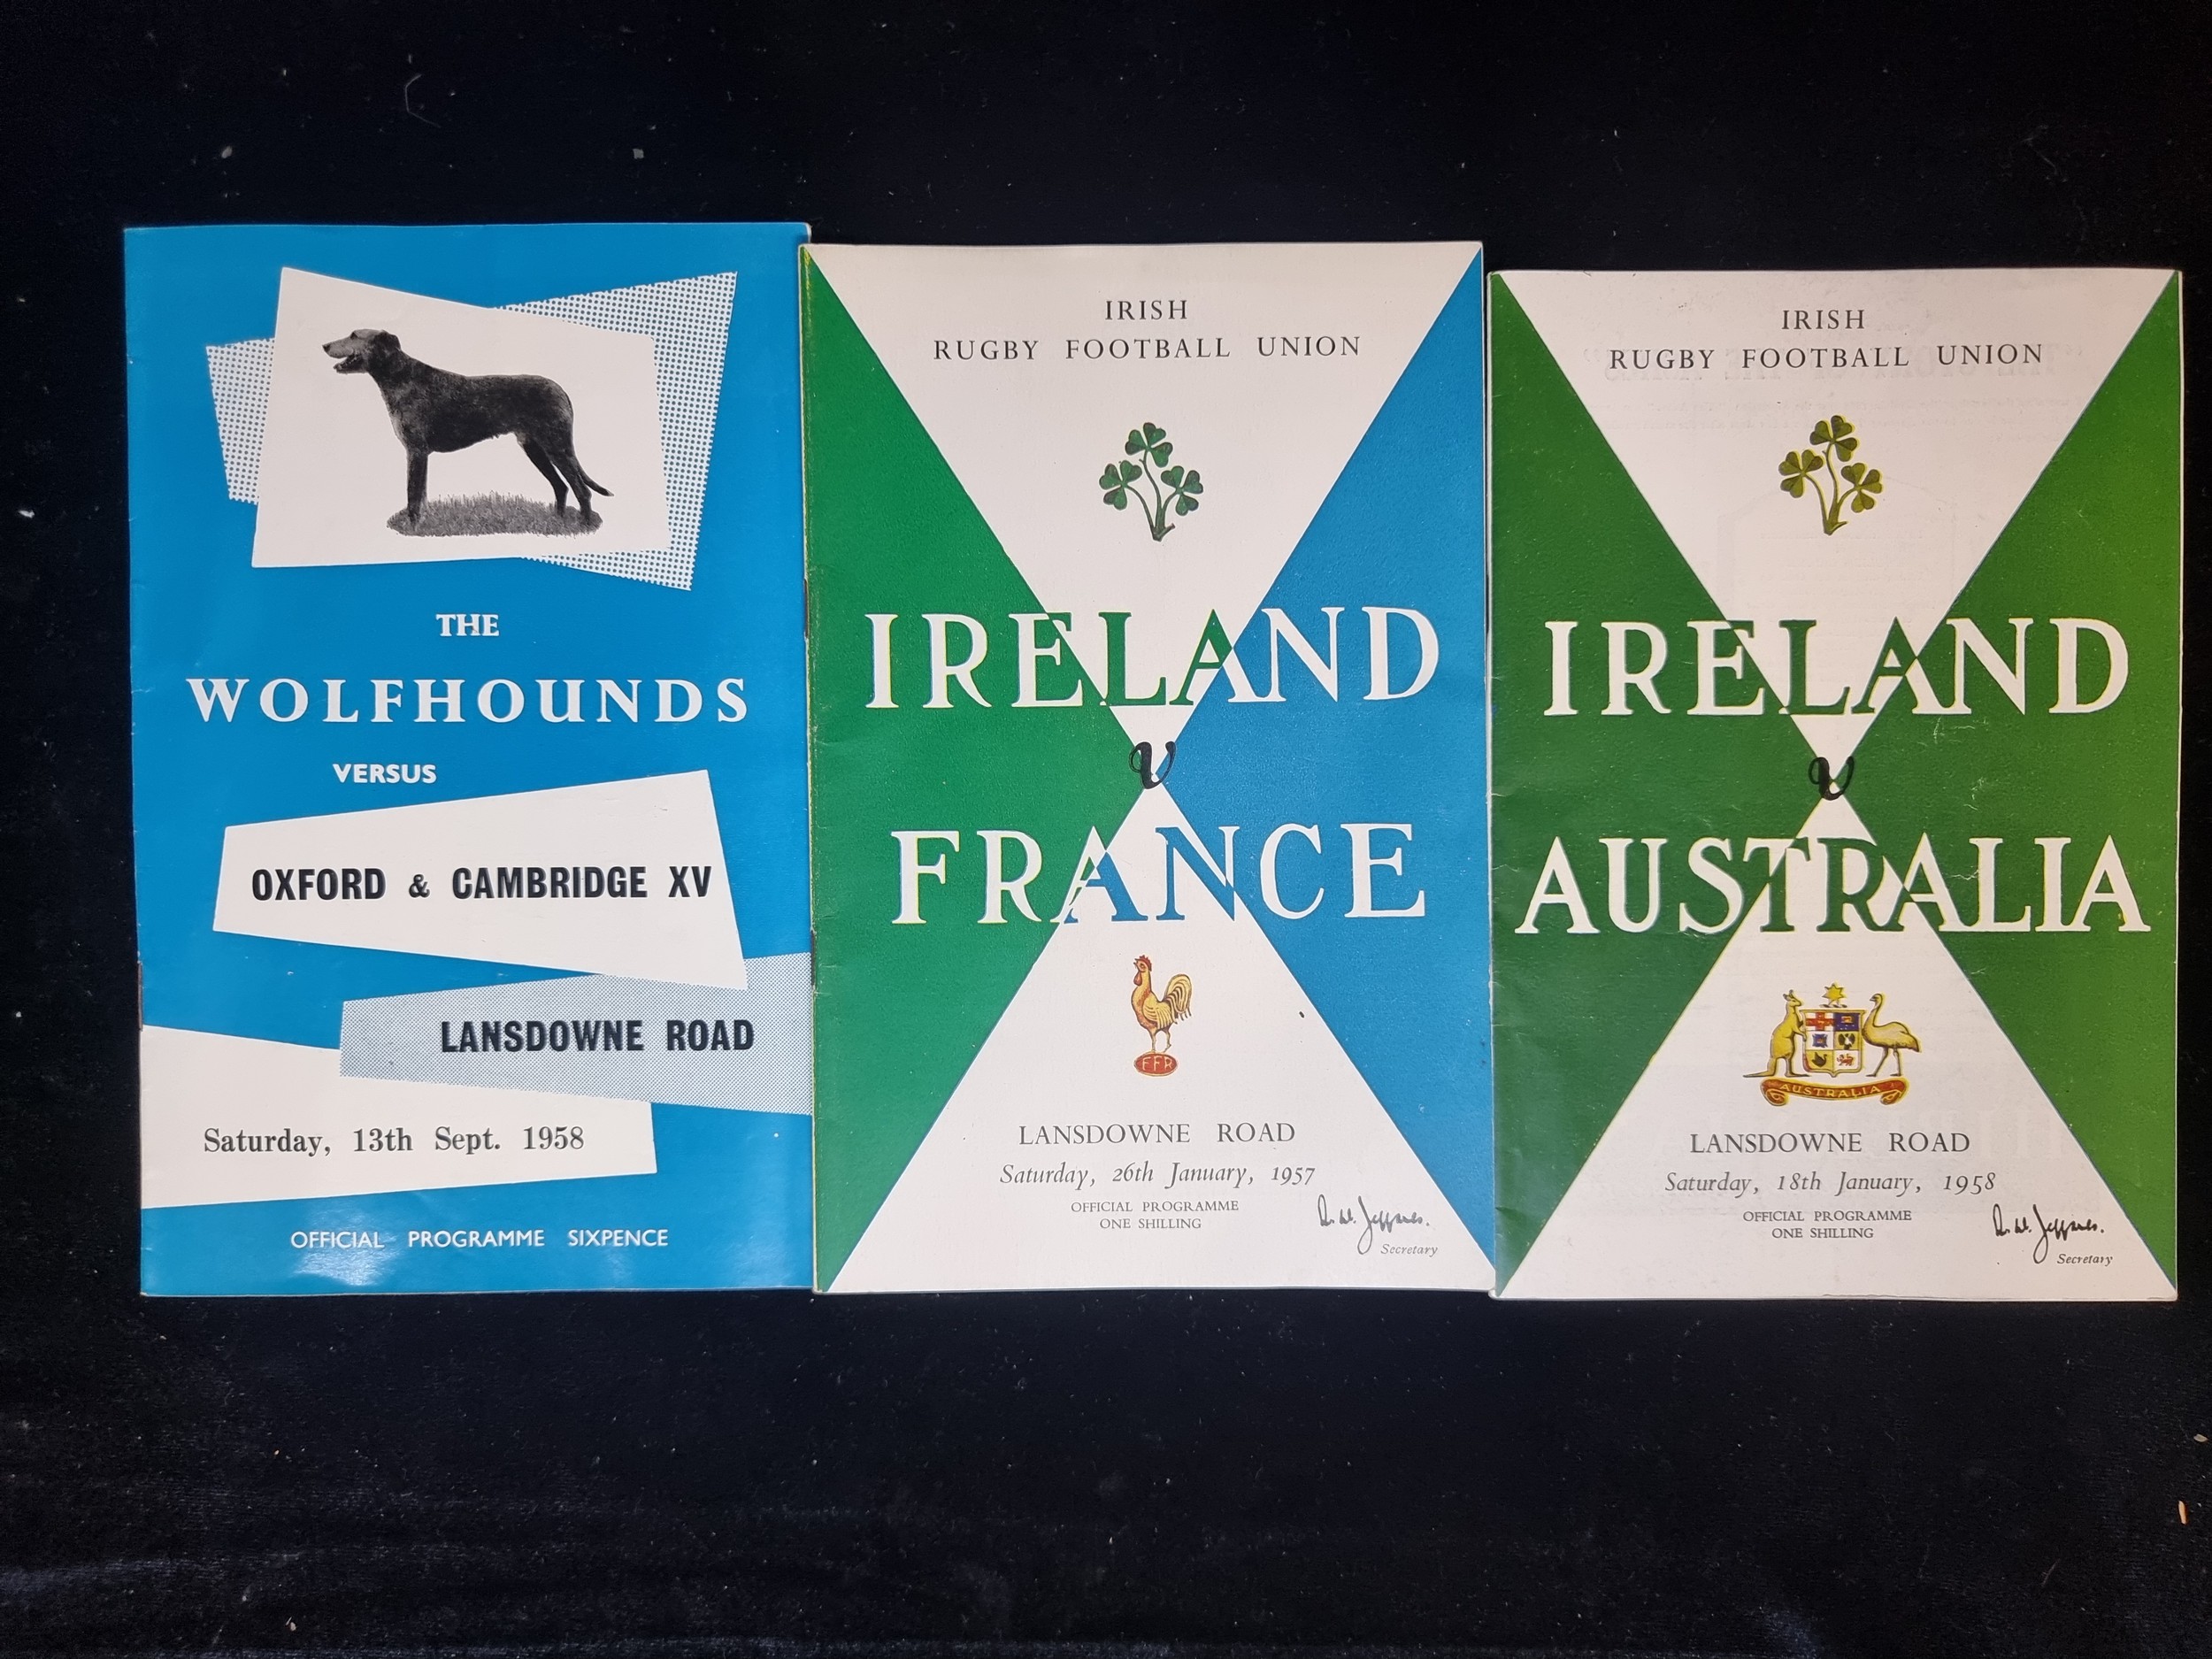 THE
WOLFHOUNDS
VERSUS
OXFORD & CAMBRIDGE XV
LANSDOWNE ROAD
Saturday, 13th Sept. 1958
OFFICIAL PROGRAMME SIXPENCE
IRISH
RUGBY FOOTBALL UNION
IRELAND
v
FRANCE
FFR
LANSDOWNE ROAD
Saturday, 26th January, 1957
OFFICIAL PROGRAMME
ONE SHILLING
Secretary
IRISH
RUGBY FOOTBALL UNION
IRELAND
v
AUSTRALIA
AUSTRALIA
LANSDOWNE ROAD
Saturday, 18th January, 1958
OFFICIAL PROGRAMME
ONE SHILLING
Secretary